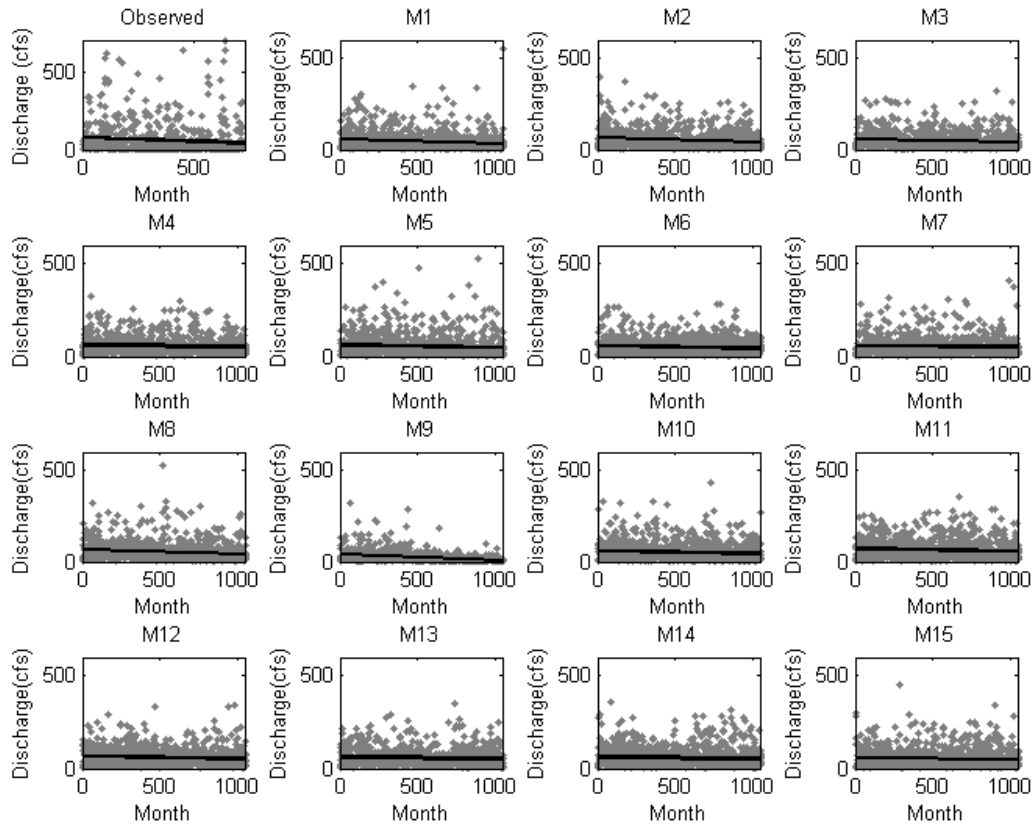 Observed M1 M2 M3
Discharge (cfs) 500 0 Discharge(cfs) 500 0 Discharge(cfs) 500 0 Discharge(cfs) 500 0
0 500 0 500 1000 0 500 1000 0 500 1000
Month Month Month Month
M4 M5 M6 M7
Discharge(cfs) 500 0 Discharge(cfs) 500 0 Discharge(cfs) 500 0 Discharge(cfs) 500 0
0 500 1000 0 500 1000 0 500 1000 0 500 1000
Month Month Month Month
M8 M9 M10 M11
Discharge(cfs) 500 0 Discharge(cfs) 500 0 Discharge(cfs) 500 0 Discharge(cfs) 500 0
0 500 1000 0 500 1000 0 500 1000 0 500 1000
Month Month Month Month
M12 M13 M14 M15
Discharge(cfs) 500 0 Discharge(cfs) 500 0 Discharge(cfs) 500 0 Discharge(cfs) 500 0
0 500 1000 0 500 1000 0 500 1000 0 500 1000
Month Month Month Month